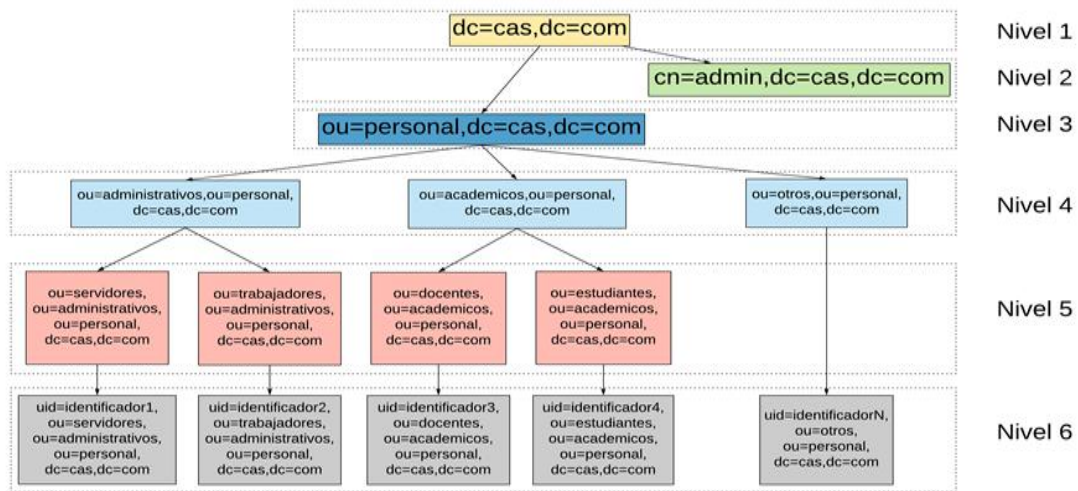 dc=cas,dc=com
Nivel 1
cn=admin,dc=cas,dc=com
Nivel 2
ou=personal,dc=cas,dc=com
Nivel 3
ou=administrativos,ou=personal,
dc=cas,dc=com
ou=academicos,ou=personal,
dc=cas,dc=com
ou=otros,ou=personal,
dc=cas,dc=com
Nivel 4
ou=servidores,
ou=administrativos,
ou=personal,
dc=cas,dc=com
ou=trabajadores,
ou=administrativos,
ou=personal,
dc=cas,dc=com
ou=docentes,
ou=academicos,
ou=personal,
dc=cas,dc=com
ou=estudiantes,
ou=academicos,
ou=personal,
dc=cas,dc=com
Nivel 5
uid=identificador1,
ou=servidores,
ou=administrativos,
ou=personal,
dc=cas,dc=com
uid=identificador2,
ou=trabajadores,
ou=administrativos,
ou=personal,
dc=cas,dc=com
uid=identificador3,
ou=docentes,
ou=academicos,
ou=personal,
dc=cas,dc=com
uid=identificador4,
ou=estudiantes,
ou=academicos,
ou=personal,
dc=cas,dc=com
uid=identificadorN,
ou=otros,
ou=personal,
dc=cas,dc=com
Nivel 6